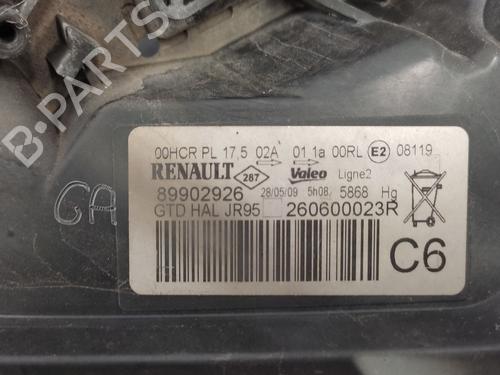 00HCR PL 17,5 02A 01 1a 00RL E2 08119
RENAULT 287 Valeo Ligne2
89902926 28/05/09 5h08 5868 Hg
GTD HAL JR95 260600023R
C6
GA
B-PARTS